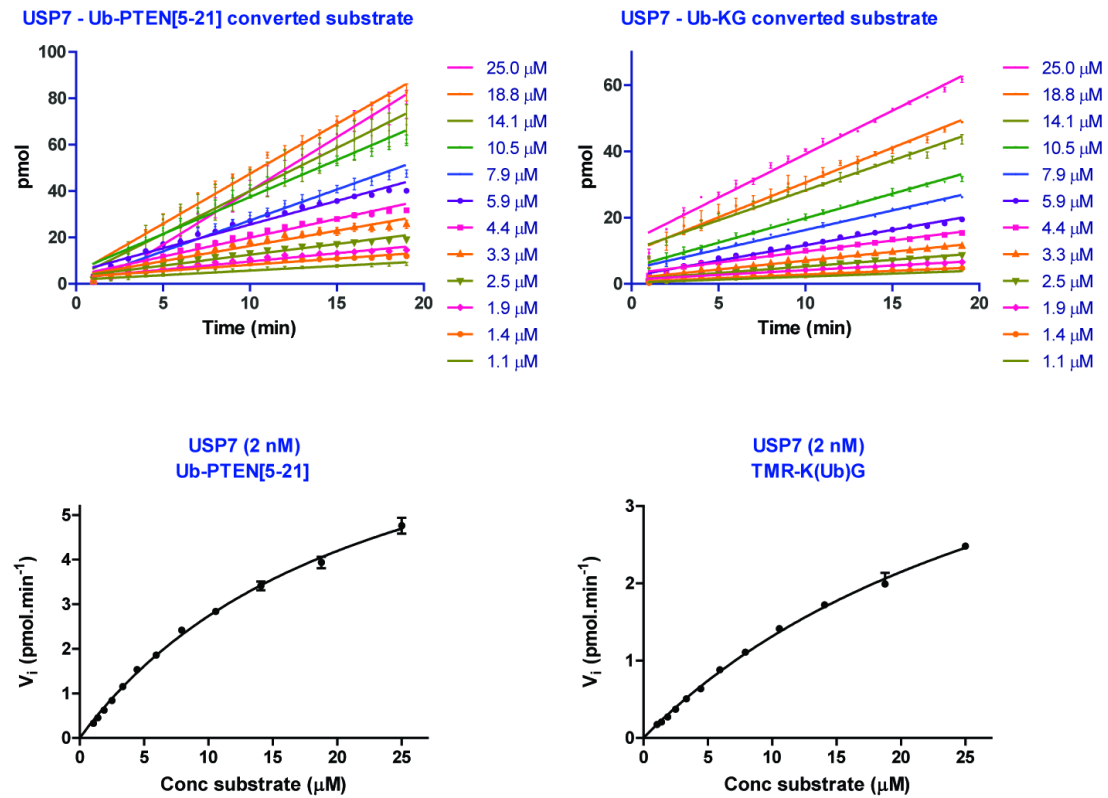 USP7 - Ub-PTEN[5-21] converted substrate
100
80
60
40
20
0
pmol
0 5 10 15 20
Time (min)
25.0 μM
18.8 μM
14.1 μM
10.5 μM
7.9 μM
5.9 μM
4.4 μM
3.3 μM
2.5 μM
1.9 μM
1.4 μM
1.1 μM
USP7 - Ub-KG converted substrate
60
40
20
0
pmol
0 5 10 15 20
Time (min)
25.0 μM
18.8 μM
14.1 μM
10.5 μM
7.9 μM
5.9 μM
4.4 μM
3.3 μM
2.5 μM
1.9 μM
1.4 μM
1.1 μM
USP7 (2 nM)
Ub-PTEN[5-21]
5
4
3
2
1
0
Vi (pmol.min-1)
0 5 10 15 20 25
Conc substrate (μM)
USP7 (2 nM)
TMR-K(Ub)G
3
2
1
0
Vi (pmol.min-1)
0 5 10 15 20 25
Conc substrate (μM)